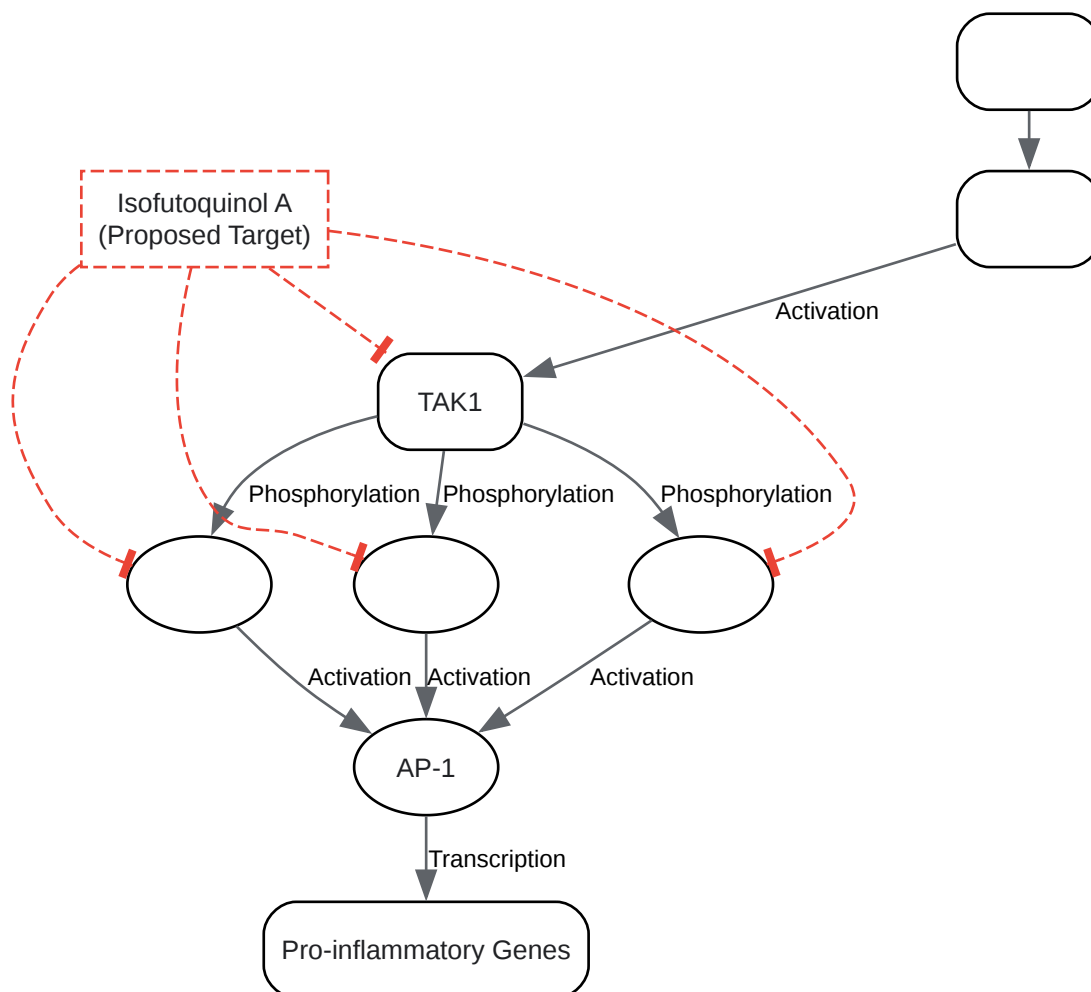 Isofutoquinol A
(Proposed Target)
Activation
TAK1
Phosphorylation
Phosphorylation
Phosphorylation
Activation
Activation
Activation
AP-1
Transcription
Pro-inflammatory Genes